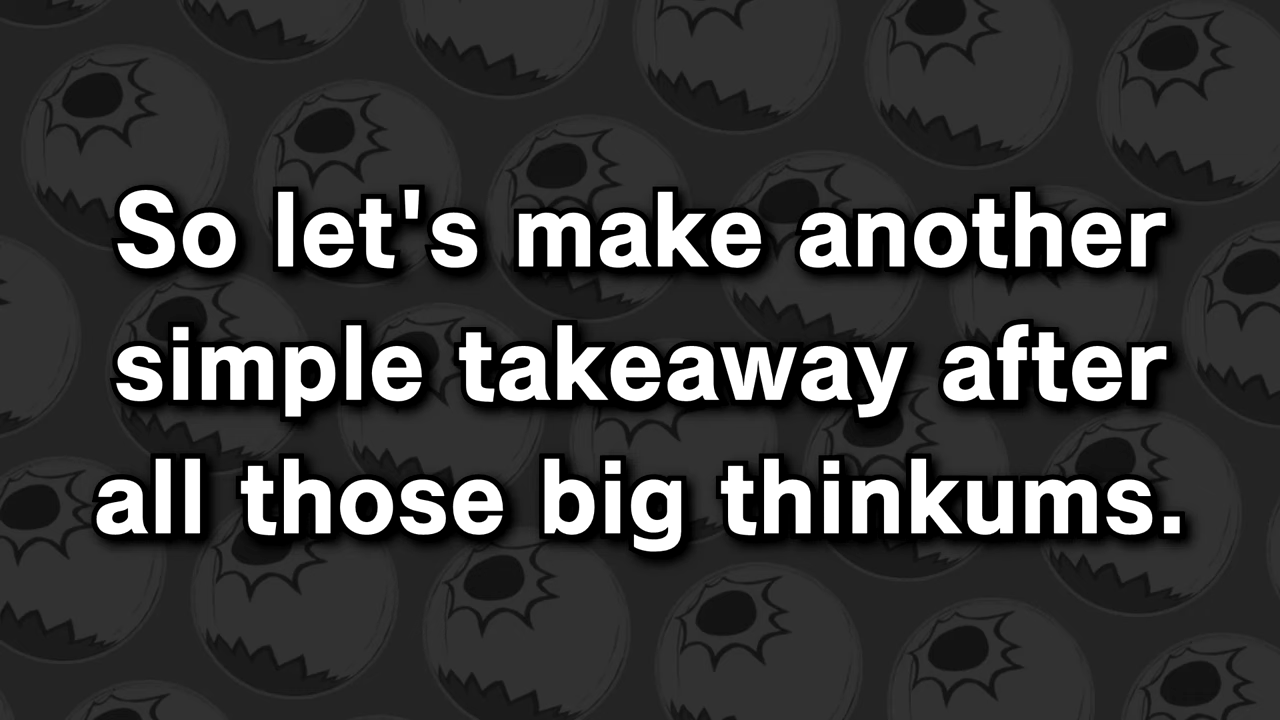 So let's make another
simple takeaway after
all those big thinkums.